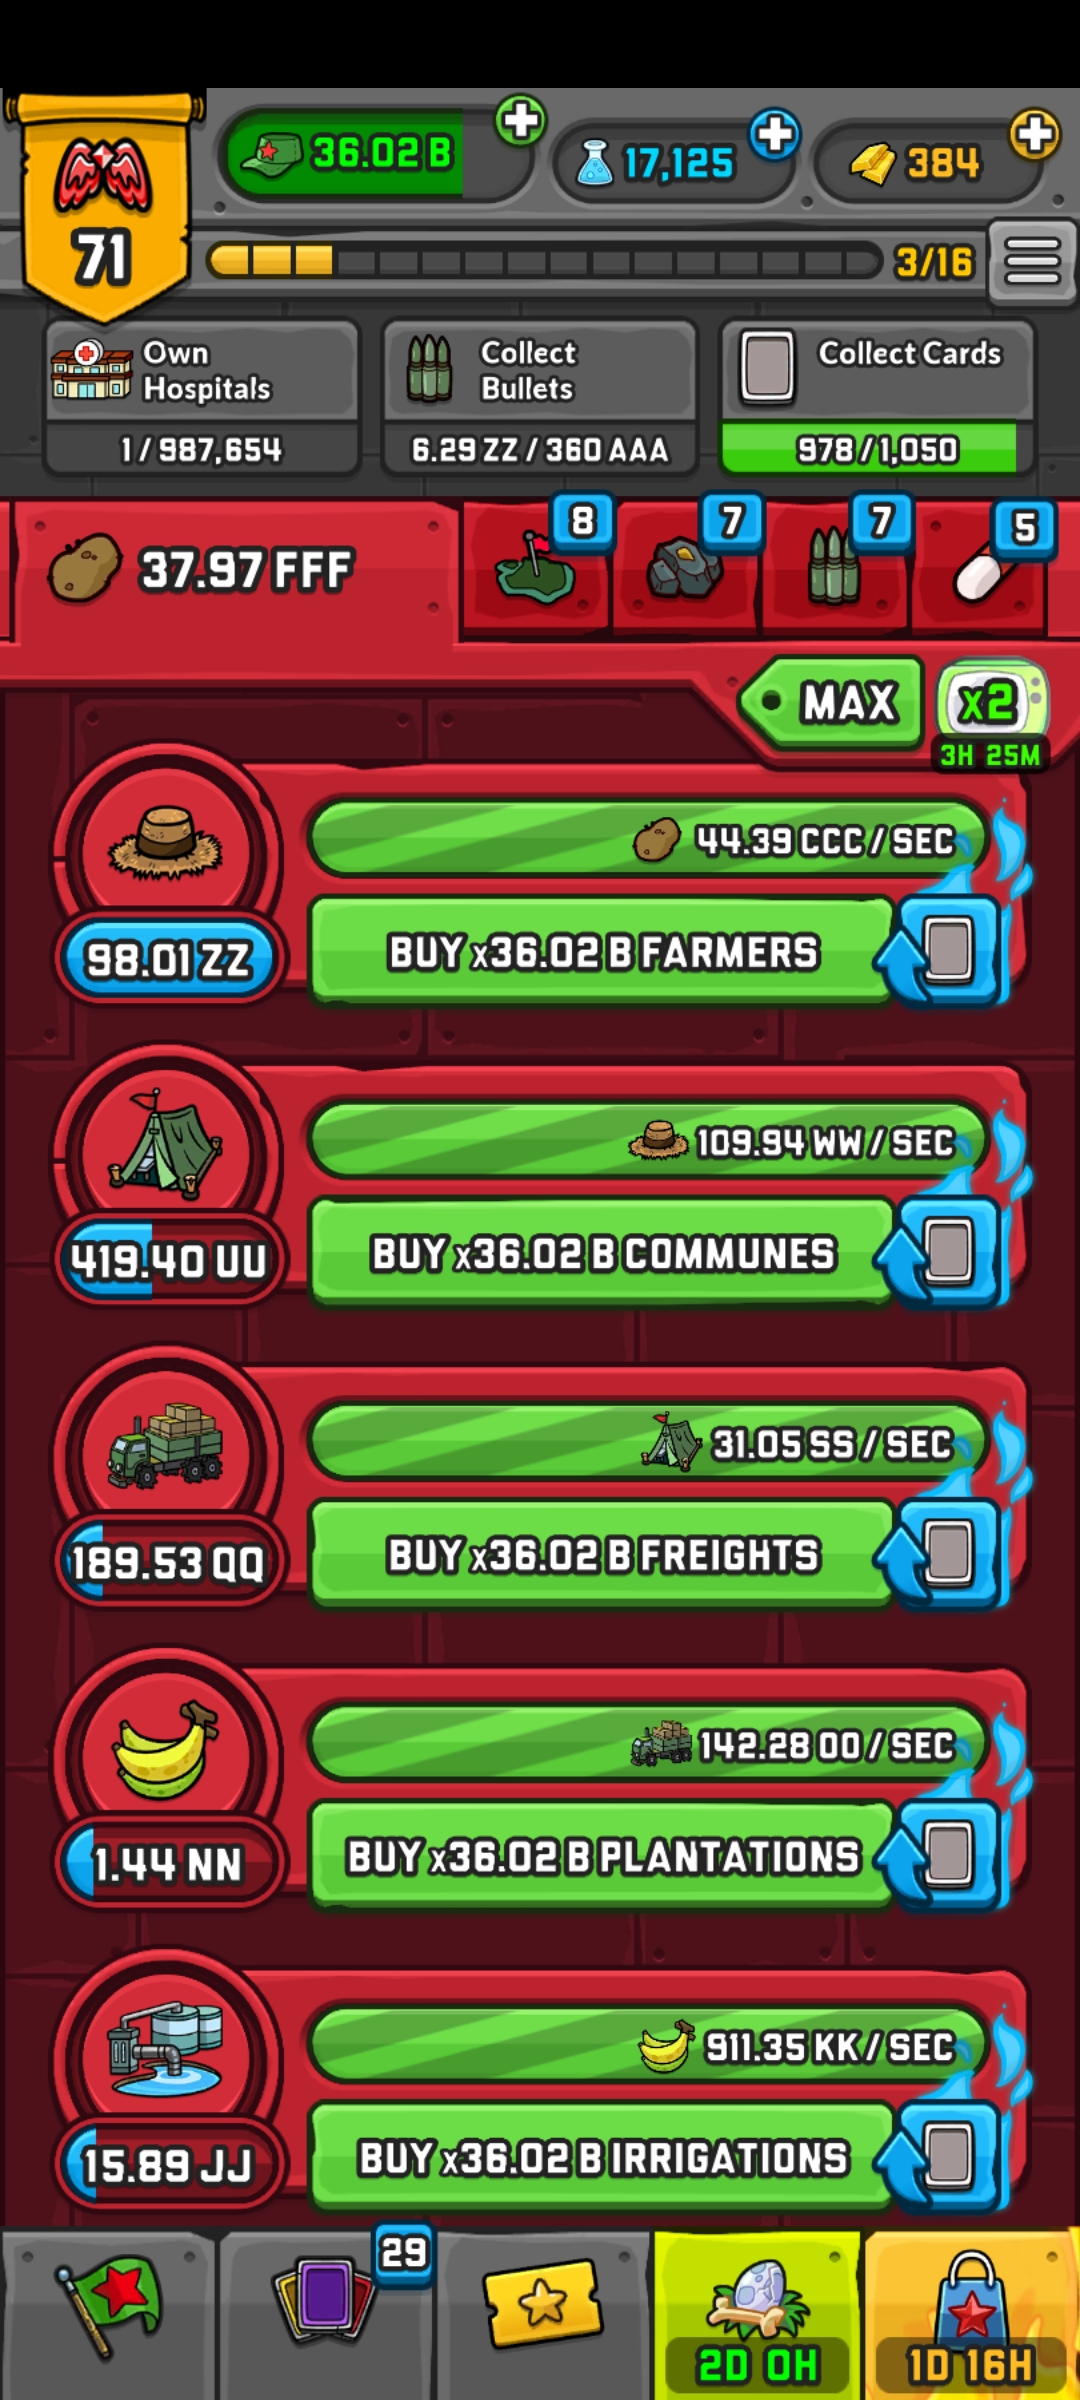 71
36.02 B
17,125
384
3/16
Own
Hospitals
1 / 987,654
Collect
Bullets
6.29 ZZ / 360 AAA
Collect Cards
978 / 1,050
37.97 FFF
8
7
7
5
MAX
x2
3H 25M
44.39 CCC / SEC
98.01 ZZ
BUY x36.02 B FARMERS
109.94 WW / SEC
419.40 UU
BUY x36.02 B COMMUNES
31.05 SS / SEC
189.53 QQ
BUY x36.02 B FREIGHTS
142.28 OO / SEC
1.44 NN
BUY x36.02 B PLANTATIONS
911.35 KK / SEC
15.89 JJ
BUY x36.02 B IRRIGATIONS
29
2D 0H
1D 16H